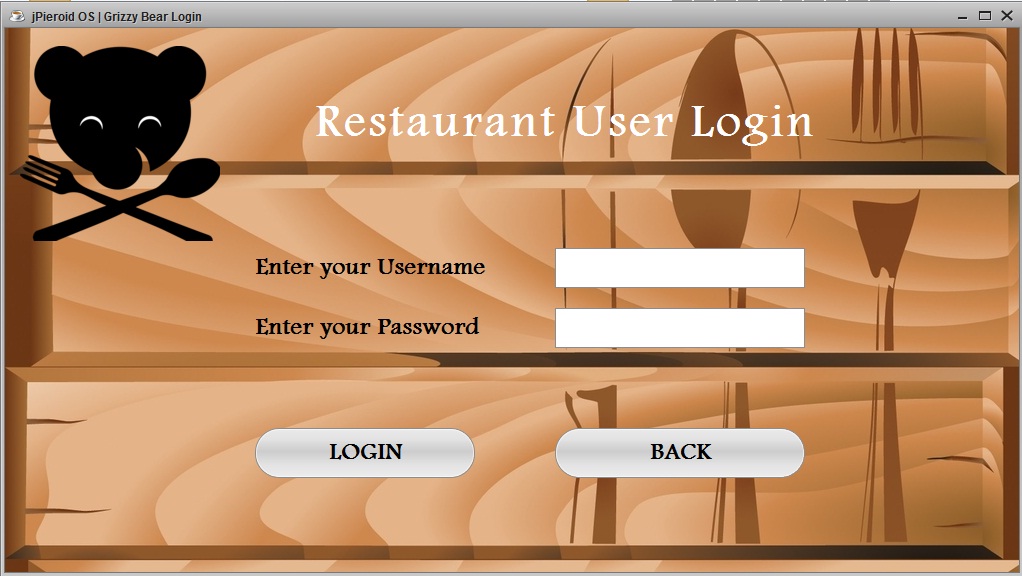 jPieroid OS | Grizzy Bear Login
Restaurant User Login
Enter your Username
Enter your Password
LOGIN
BACK